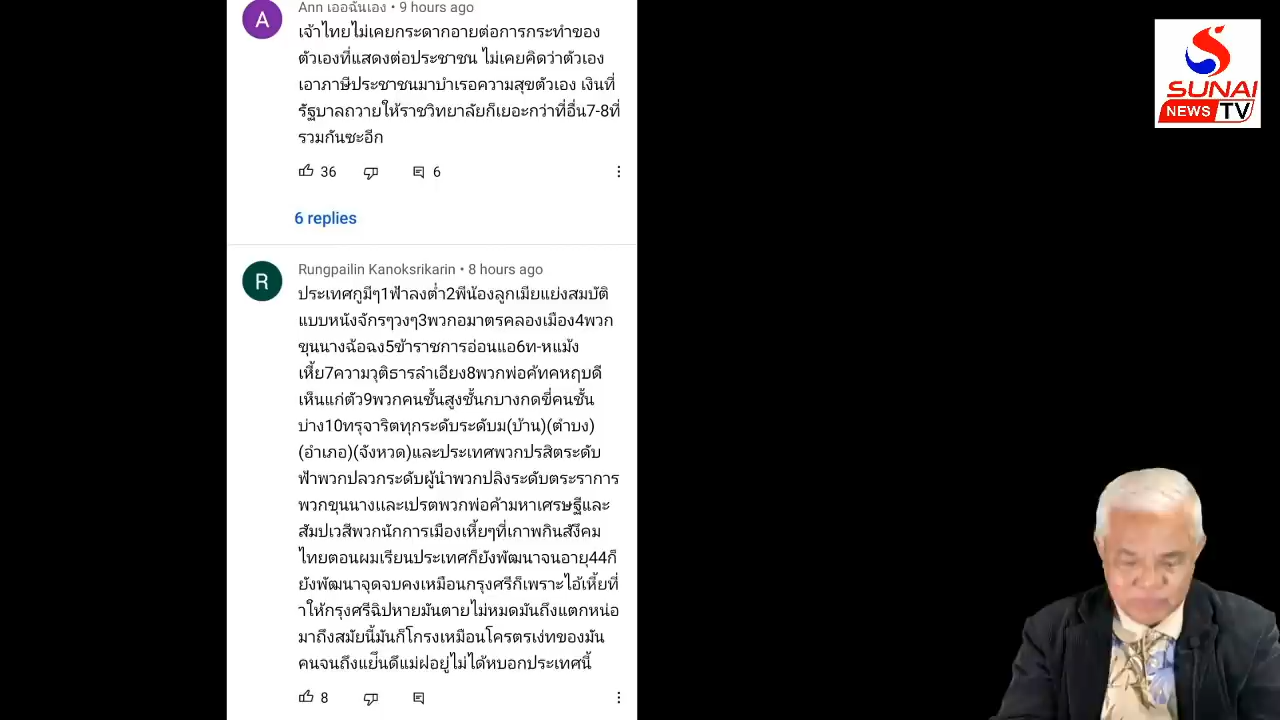 Ann เออฉันเอง • 9 hours ago
เจ้าไทยไม่เคยกระดากอายต่อการกระทำของ
ตัวเองที่แสดงต่อประชาชน ไม่เคยคิดว่าตัวเอง
เอาภาษีประชาชนมาบำเรอความสุขตัวเอง เงินที่
รัฐบาลถวายให้ราชวิทยาลัยก็เยอะกว่าที่อื่น7-8ที่
รวมกันซะอีก
36
6
6 replies
Rungpailin Kanoksrikarin • 8 hours ago
ประเทศกูมีๆ1ฟ้าลงต่ำ2พีน้องลูกเมียแย่งสมบัติ
แบบหนังจักรๆวงๆ3พวกอมาตรคลองเมือง4พวก
ขุนนางฉ้อฉง5ข้าราชการอ่อนแอ6ท-หแม้ง
เหี้ย7ความวุติธารลำเอียง8พวกพ่อคัทคหฤบดี
เห็นแก่ตัว9พวกคนชั้นสูงชั้นกบางกดขี่คนชั้น
บ่าง10ทรุจาริตทุกระดับระดับม(บ้าน)(ตำบง)
(อำเภอ)(จังหวด)และประเทศพวกปรสิตระดับ
ฟ้าพวกปลวกระดับผู้นำพวกปลิงระดับตระราการ
พวกขุนนางและเปรตพวกพ่อค้ามหาเศรษฐีและ
สัมปเวสีพวกนักการเมืองเหี้ยๆที่เกาพกินสังึคม
ไทยตอนผมเรียนประเทศก็ยังพัฒนาจนอายุ44ก็
ยังพัฒนาจุดจบคงเหมือนกรุงศรีก็เพราะไอ้เหี้ยที่
าให้กรุงศรีฉิปหายมันตายไม่หมดมันถึงแตกหน่อ
มาถึงสมัยนี้มันก็โกรงเหมือนโครตรเง่ทของมัน
คนจนถึงแย่ึนดึแม่ฝอยู่ไม่ได้หบอกประเทศนี้
8
SUNAI
NEWS TV